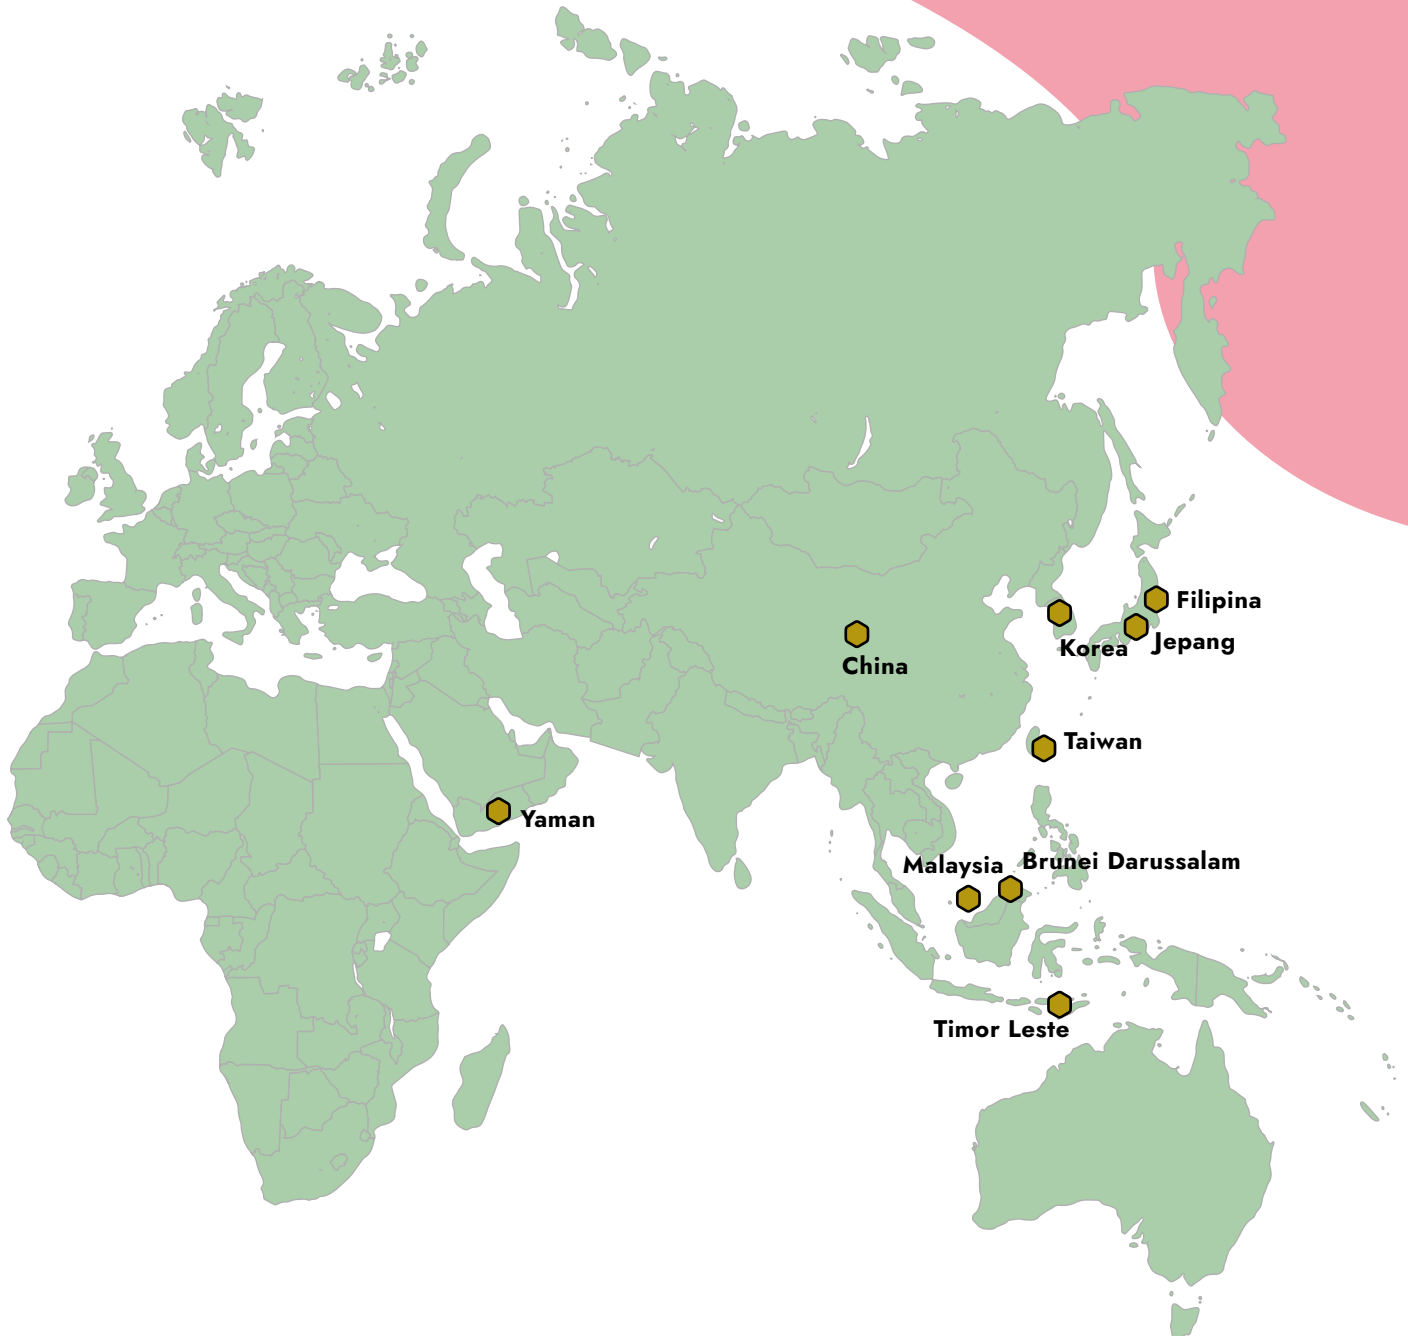 Filipina
Jepang
Korea
China
Taiwan
Yaman
Malaysia
Brunei Darussalam
Timor Leste